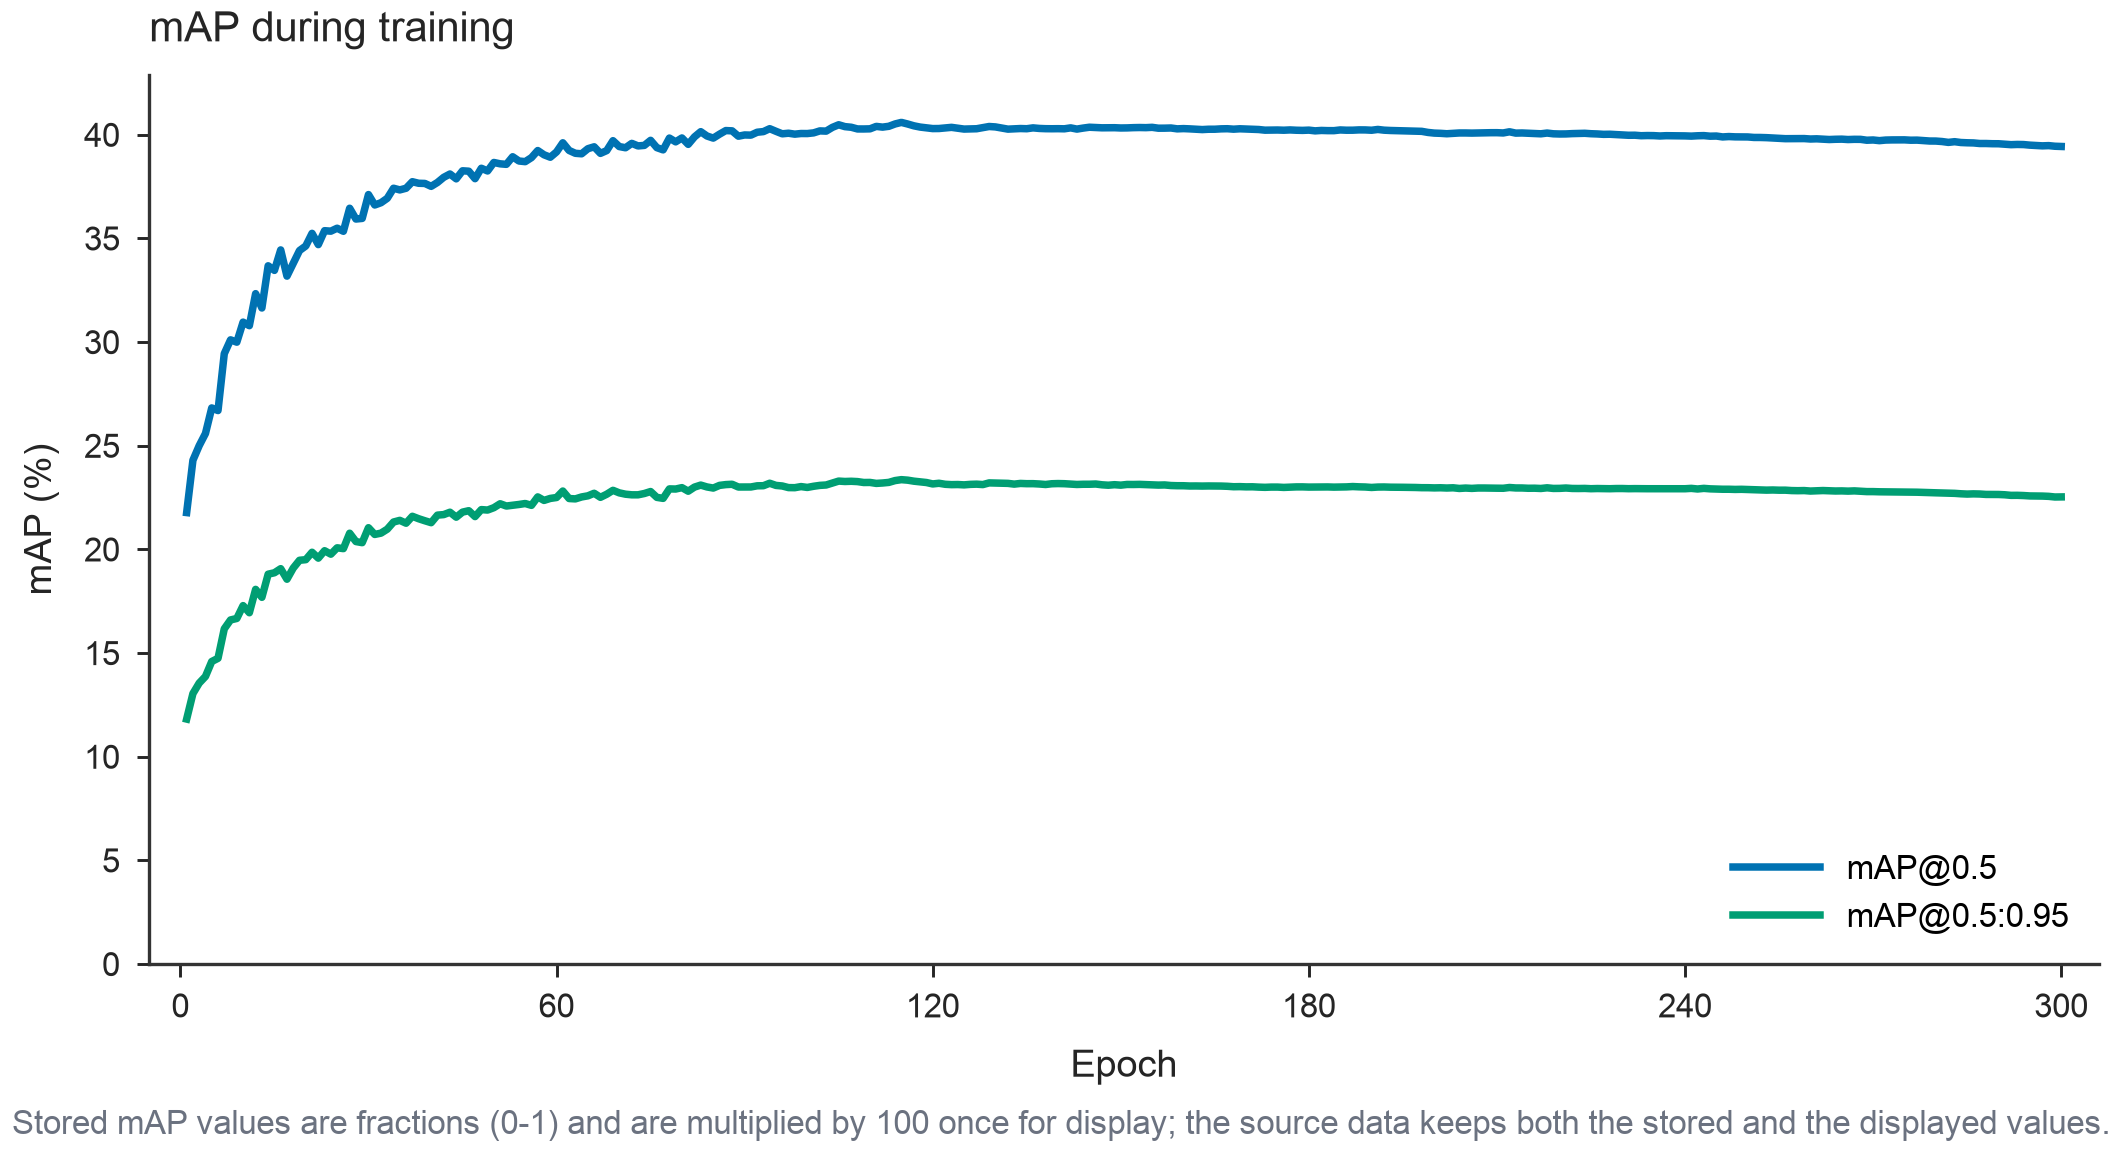 mAP during training
mAP (%)
40
35
30
25
20
15
10
5
0
mAP@0.5
mAP@0.5:0.95
0 60 120 180 240 300
Epoch
Stored mAP values are fractions (0-1) and are multiplied by 100 once for display; the source data keeps both the stored and the displayed values.